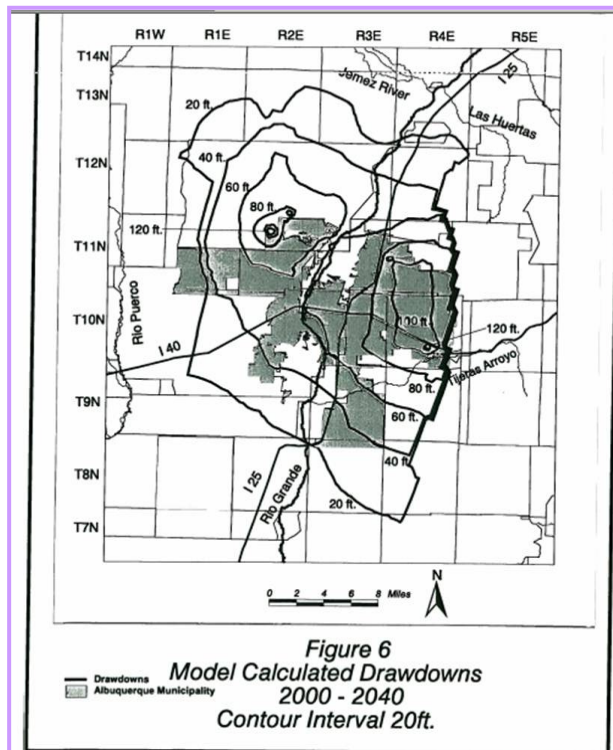 R1W R1E R2E R3E R4E R5E
T14N
T13N
T12N
T11N
T10N
T9N
T8N
T7N
Jemez River
I 25
Las Huertas
20 ft.
40 ft.
60 ft.
80 ft.
120 ft.
Rio Puerco
I 40
100 ft.
120 ft.
Tijeras Arroyo
80 ft.
60 ft.
40 ft.
20 ft.
I 25
Rio Grande
0 2 4 6 8 Miles
N
Figure 6
Model Calculated Drawdowns
2000 - 2040
Contour Interval 20ft.
Drawdowns
Albuquerque Municipality